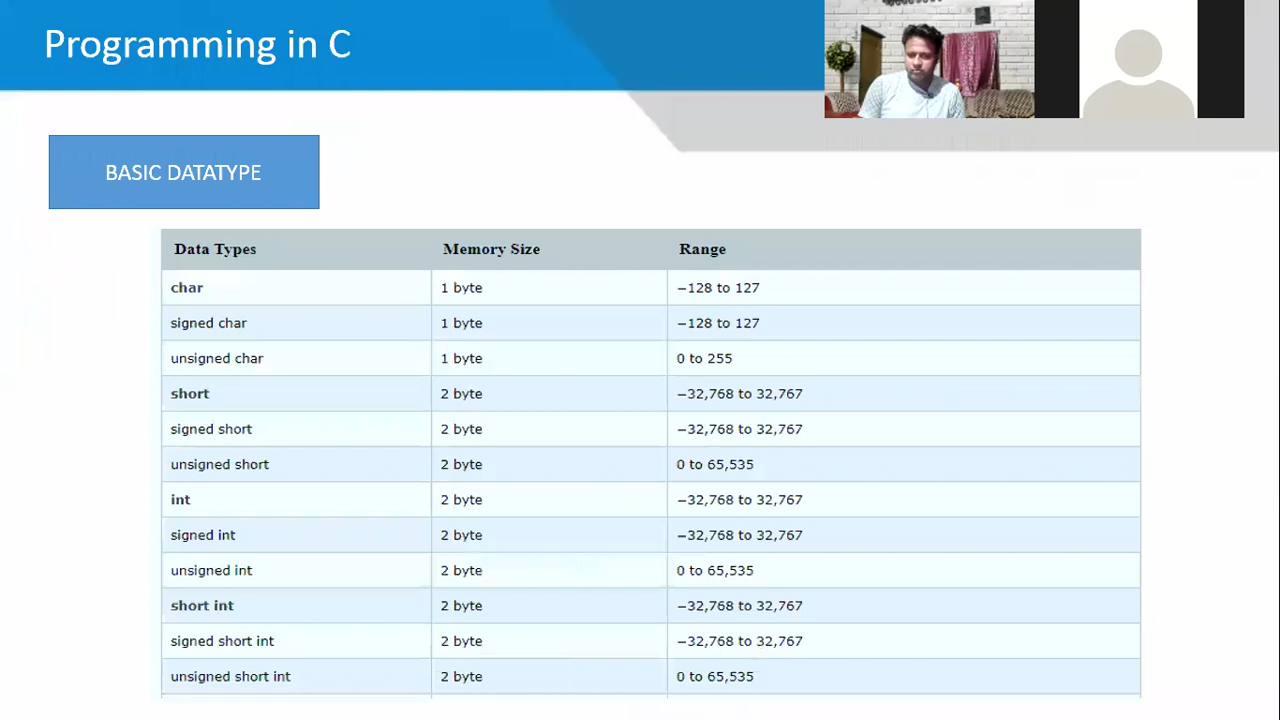 Programming in C
BASIC DATATYPE
Data Types Memory Size Range
char 1 byte −128 to 127
signed char 1 byte −128 to 127
unsigned char 1 byte 0 to 255
short 2 byte −32,768 to 32,767
signed short 2 byte −32,768 to 32,767
unsigned short 2 byte 0 to 65,535
int 2 byte −32,768 to 32,767
signed int 2 byte −32,768 to 32,767
unsigned int 2 byte 0 to 65,535
short int 2 byte −32,768 to 32,767
signed short int 2 byte −32,768 to 32,767
unsigned short int 2 byte 0 to 65,535